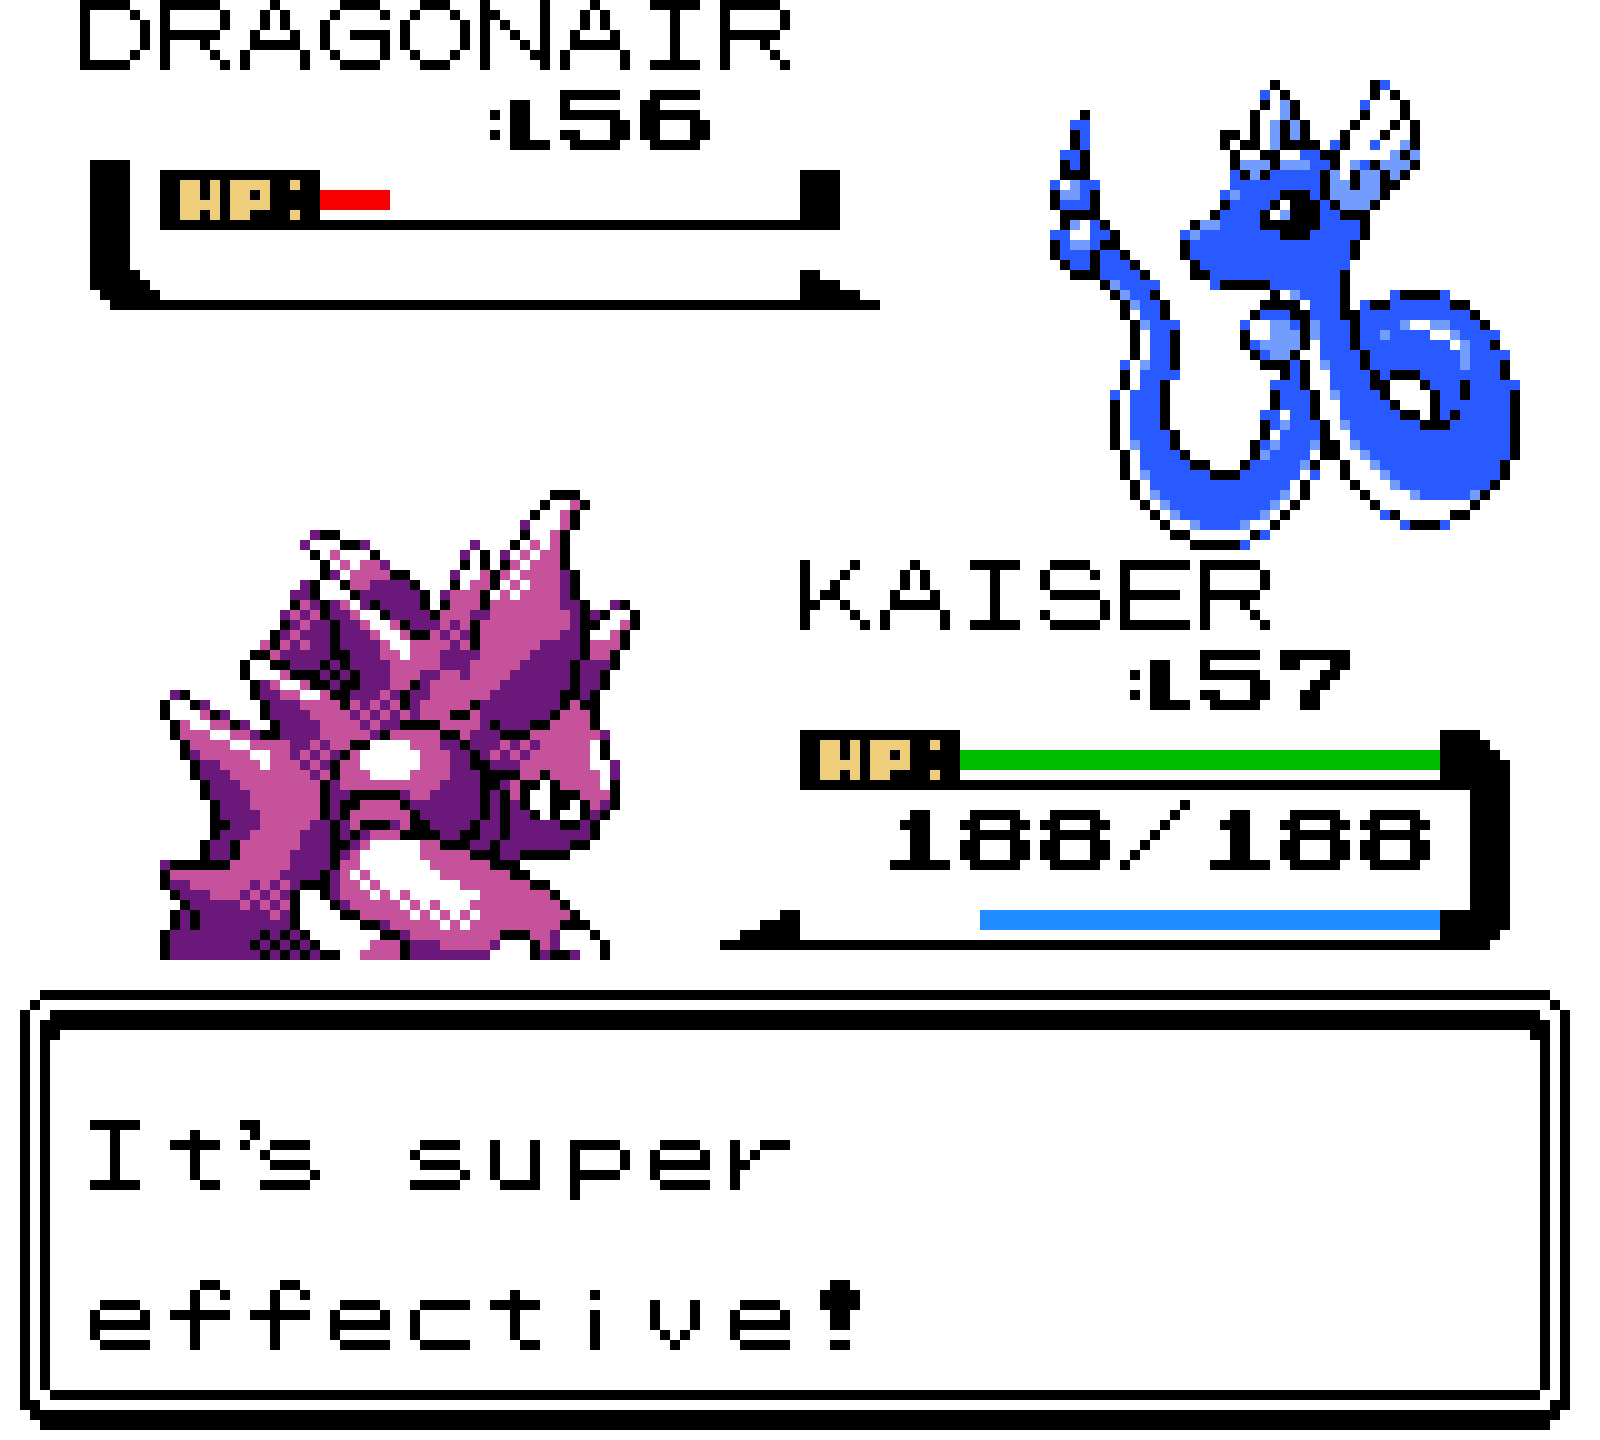 DRAGONAIR
:L56
HP:
KAISER
:L57
HP:
188/188
It's super
effective!